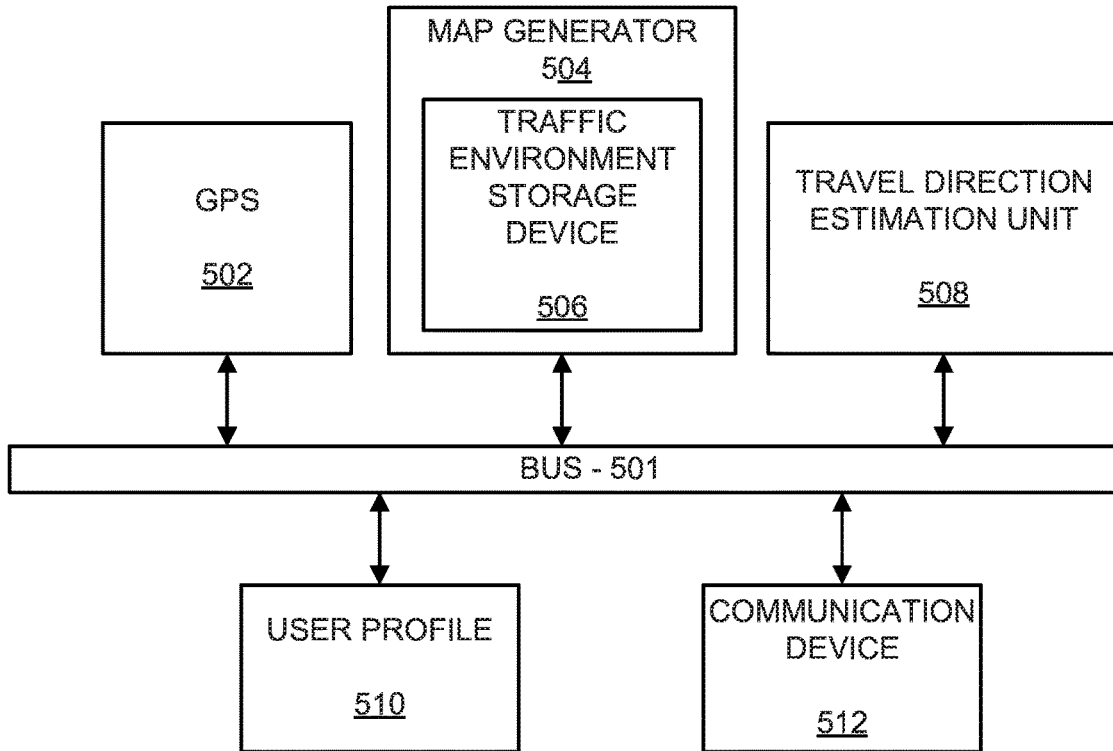 MAP GENERATOR
504
TRAFFIC
ENVIRONMENT
STORAGE
DEVICE
506
GPS
502
TRAVEL DIRECTION
ESTIMATION UNIT
508
BUS - 501
USER PROFILE
510
COMMUNICATION
DEVICE
512